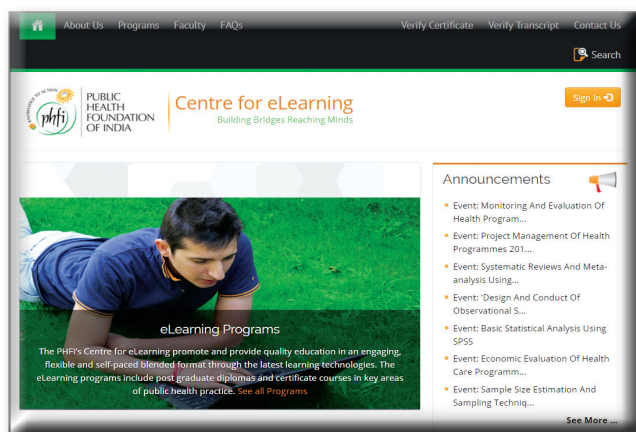 About Us Programs Faculty FAQs Verify Certificate Verify Transcript Contact Us
Search
KNOWLEDGE TO ACTION
phfi
PUBLIC
HEALTH
FOUNDATION
OF INDIA
Centre for eLearning
Building Bridges Reaching Minds
Sign In
eLearning Programs
The PHFI's Centre for eLearning promote and provide quality education in an engaging,
flexible and self-paced blended format through the latest learning technologies. The
eLearning programs include post graduate diplomas and certificate courses in key areas
of public health practice. See all Programs
Announcements
Event: Monitoring And Evaluation Of
Health Program...
Event: Project Management Of Health
Programmes 201...
Event: Systematic Reviews And Meta-
analysis Using...
Event: 'Design And Conduct Of
Observational S...
Event: Basic Statistical Analysis Using
SPSS
Event: Economic Evaluation Of Health
Care Programm...
Event: Sample Size Estimation And
Sampling Techniq...
See More ...